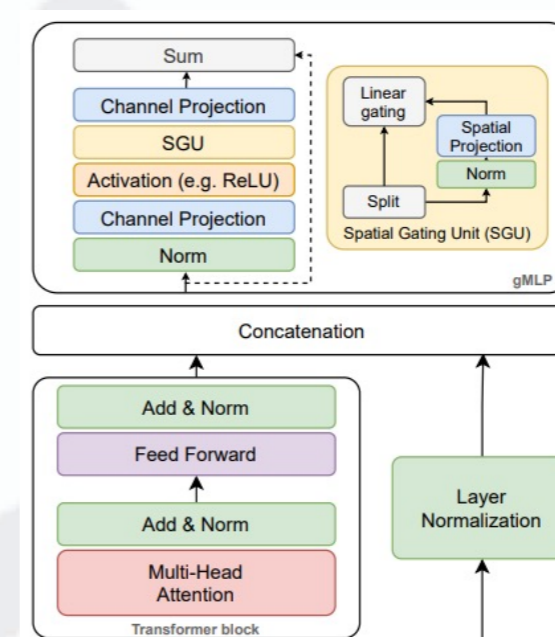 Sum
Channel Projection
SGU
Activation (e.g. ReLU)
Channel Projection
Norm
Linear
gating
Spatial
Projection
Norm
Split
Spatial Gating Unit (SGU)
gMLP
Concatenation
Add & Norm
Feed Forward
Add & Norm
Multi-Head
Attention
Transformer block
Layer
Normalization